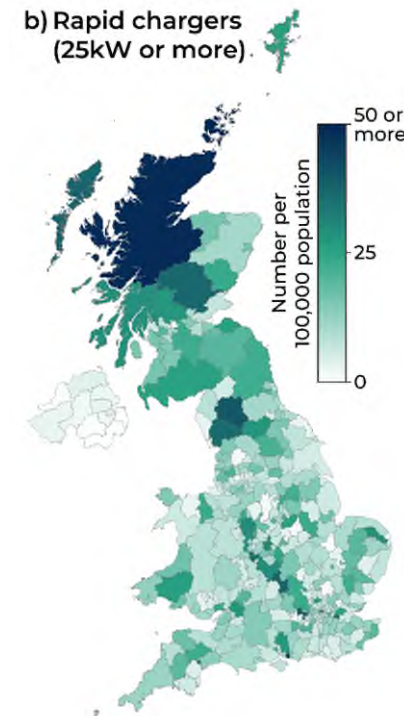 b) Rapid chargers
(25kW or more)
50 or
more
25
0
Number per
100,000 population